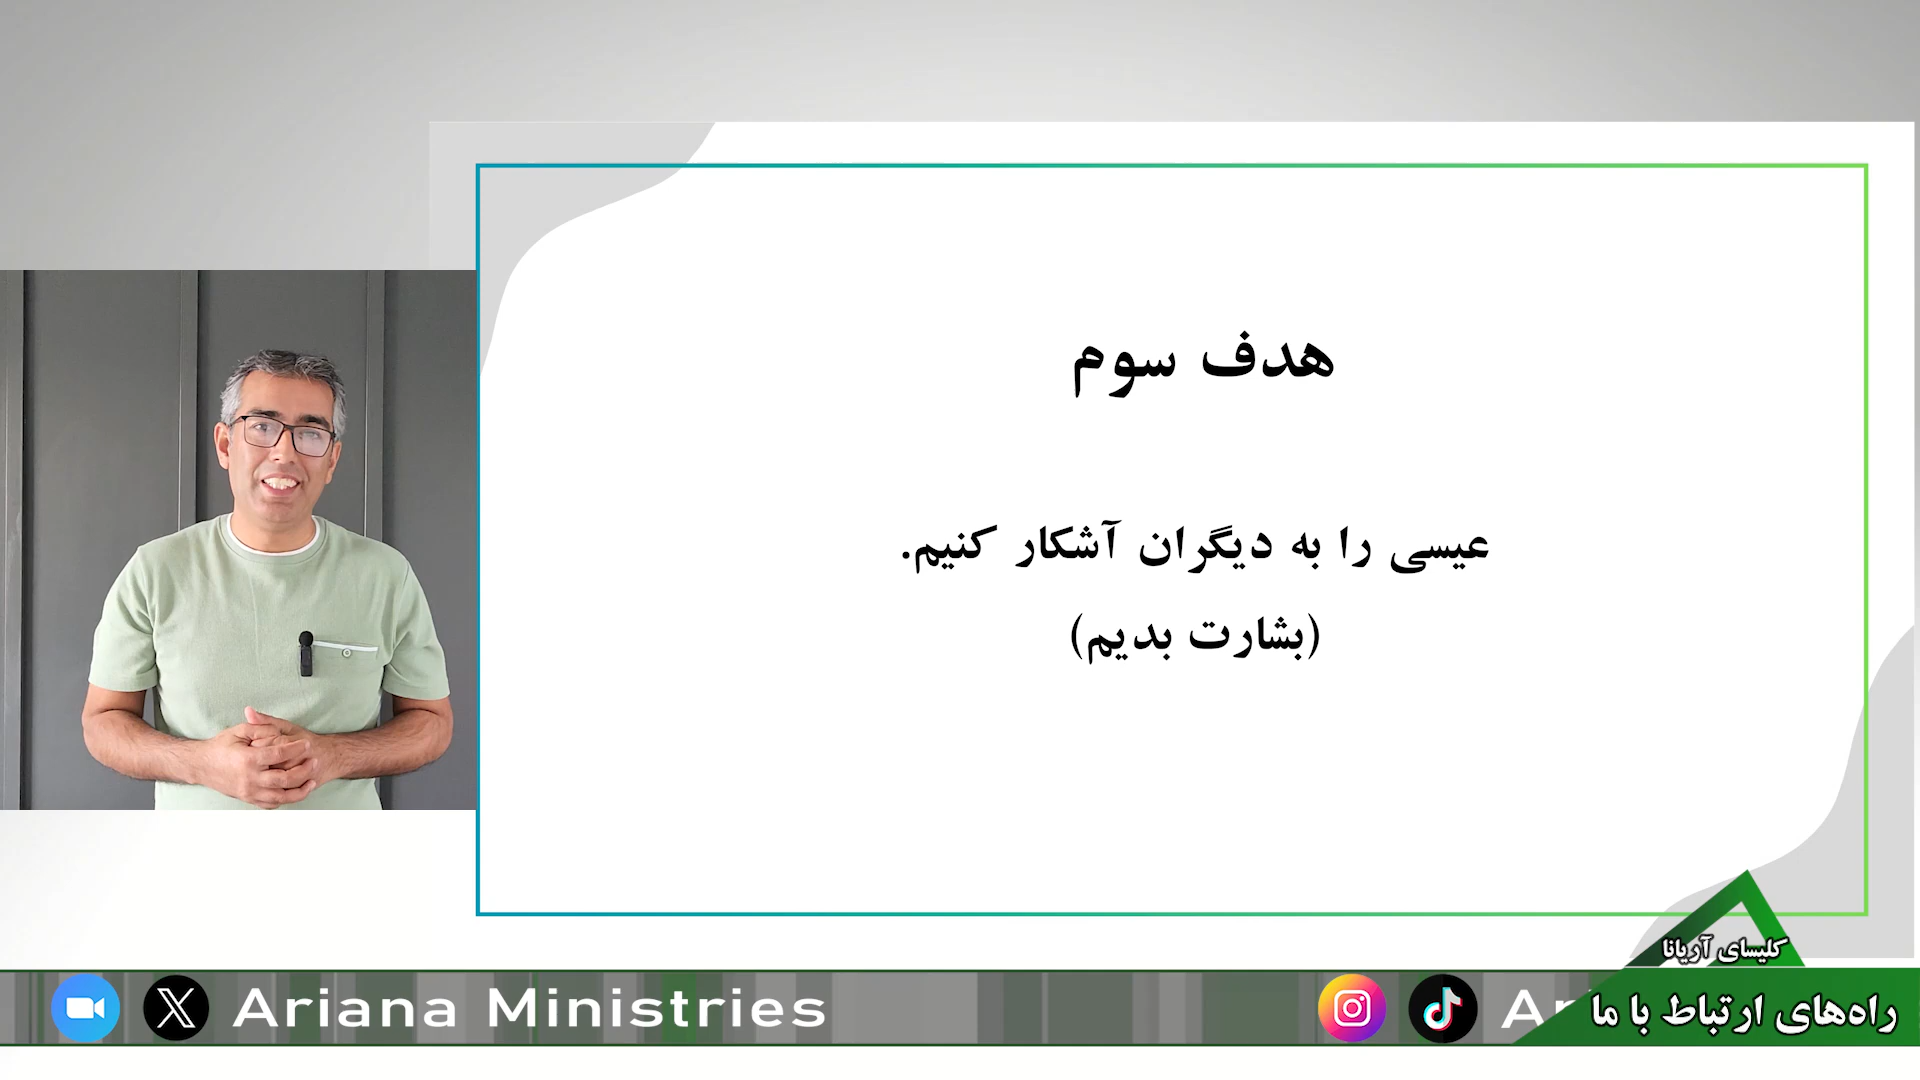 هدف سوم
عیسی را به دیگران آشکار کنیم.
(بشارت بدیم)
کلیسای آریانا
راه‌های ارتباط با ما
Ariana Ministries